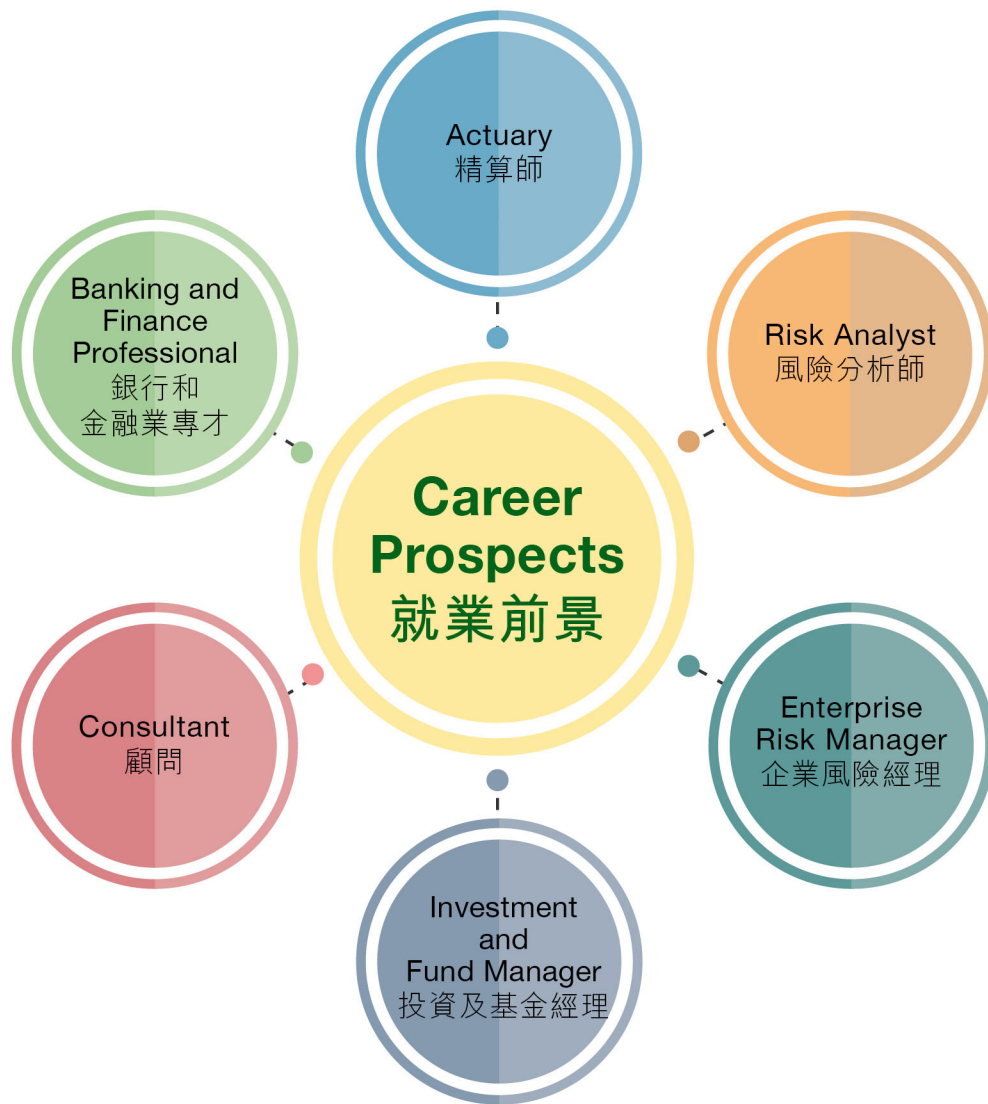 Actuary
精算師
Banking and
Finance
Professional
銀行和
金融業專才
Risk Analyst
風險分析師
Career
Prospects
就業前景
Consultant
顧問
Enterprise
Risk Manager
企業風險經理
Investment
and
Fund Manager
投資及基金經理